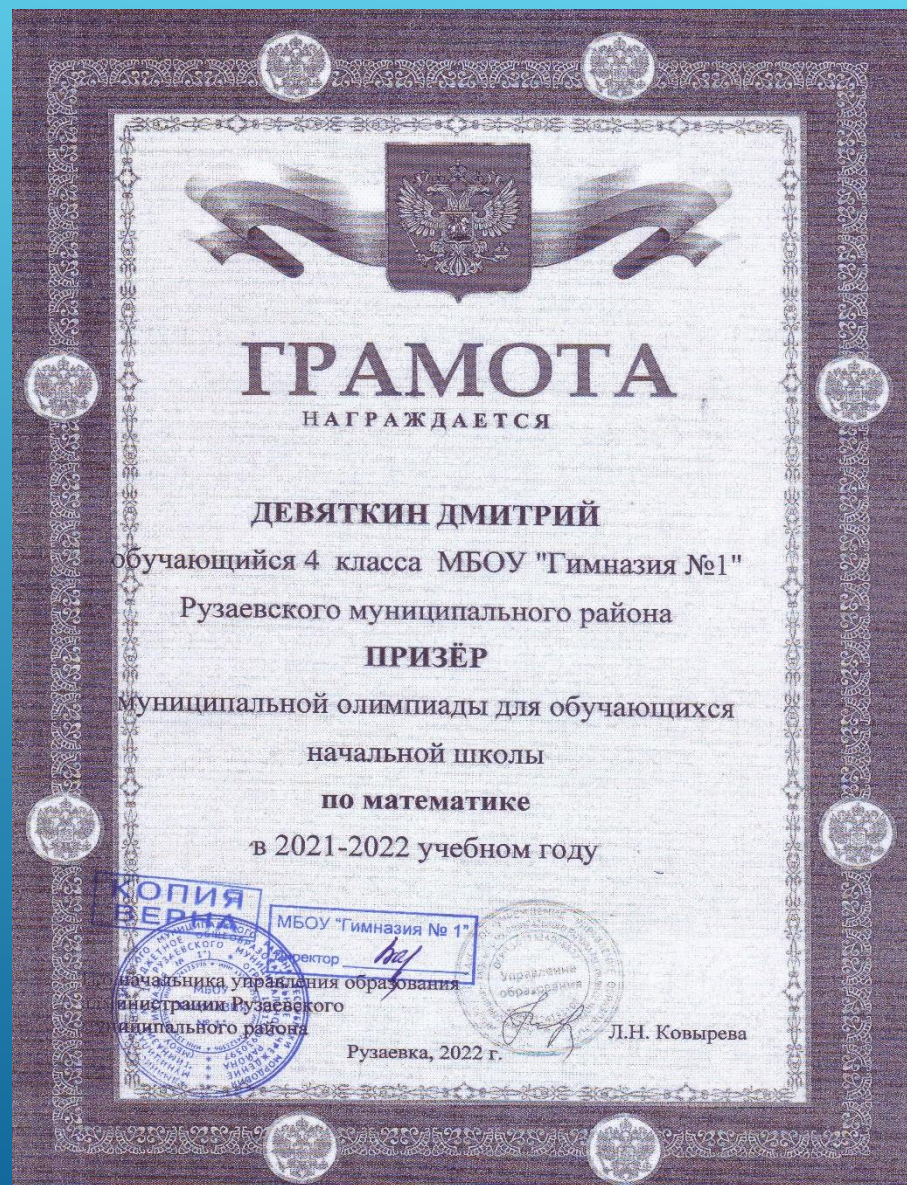 ГРАМОТА
НАГРАЖДАЕТСЯ
ДЕВЯТКИН ДМИТРИЙ
обучающийся 4 класса МБОУ "Гимназия №1"
Рузаевского муниципального района
ПРИЗЁР
муниципальной олимпиады для обучающихся
начальной школы
по математике
в 2021-2022 учебном году
КОПИЯ
ВЕРНА
МБОУ "Гимназия № 1"
директор
начальника управления образования
Рузаевского
района
Управление
образования
Л.Н. Ковырева
Рузаевка, 2022 г.